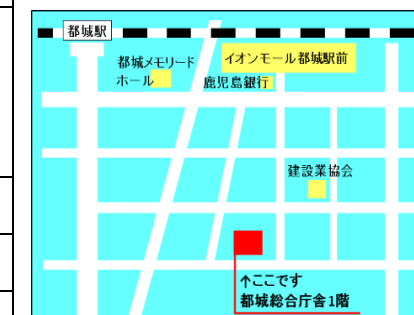 都城駅
都城メモリード
ホール
イオンモール都城駅前
鹿児島銀行
建設業協会
↑ここです
都城総合庁舎1階